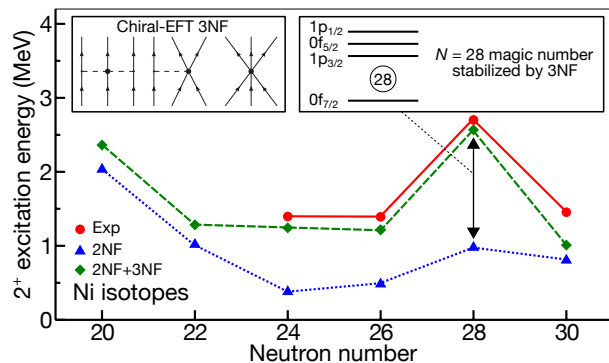 Chiral-EFT 3NF
1p1/2
0f5/2
1p3/2
28
0f7/2
N = 28 magic number
stabilized by 3NF
4
3
2
1
0
2+ excitation energy (MeV)
Exp
2NF
2NF+3NF
Ni isotopes
20 22 24 26 28 30
Neutron number